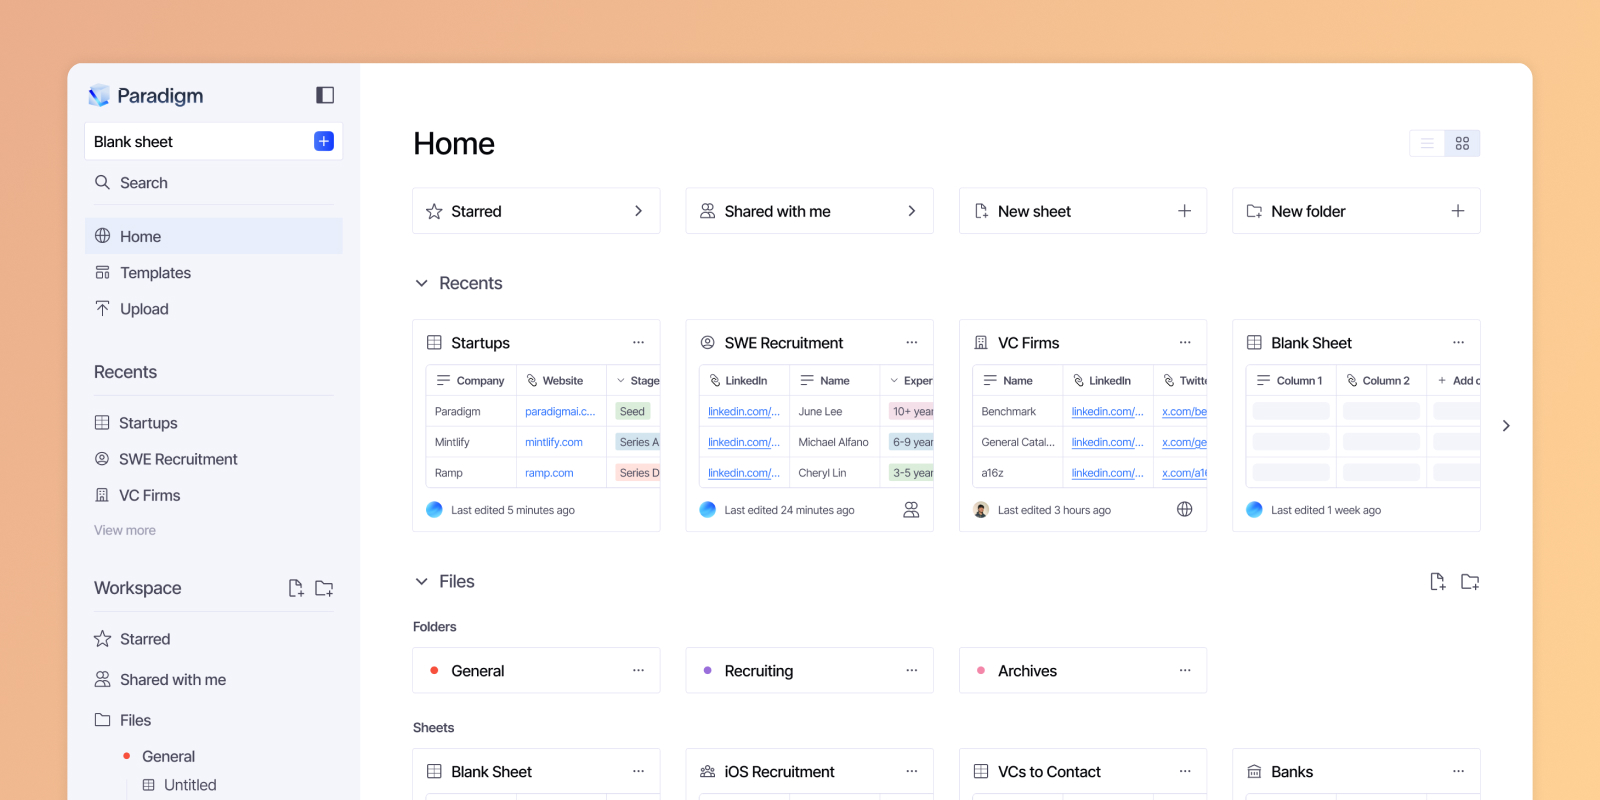 Paradigm
Blank sheet
Search
Home
Templates
Upload
Recents
Startups
SWE Recruitment
VC Firms
View more
Workspace
Starred
Shared with me
Files
General
Untitled
Home
Starred
Shared with me
New sheet
New folder
Recents
Startups
Company Website Stage
Paradigm paradigmai.c... Seed
Mintlify mintlify.com Series A
Ramp ramp.com Series D
Last edited 5 minutes ago
SWE Recruitment
LinkedIn Name Exper
linkedin.com/... June Lee 10+ year
linkedin.com/... Michael Alfano 6-9 year
linkedin.com/... Cheryl Lin 3-5 year
Last edited 24 minutes ago
VC Firms
Name LinkedIn Twitte
Benchmark linkedin.com/... x.com/be
General Catal... linkedin.com/... x.com/ge
a16z linkedin.com/... x.com/a16
Last edited 3 hours ago
Blank Sheet
Column 1 Column 2 Add c
Last edited 1 week ago
Files
Folders
General
Recruiting
Archives
Sheets
Blank Sheet
iOS Recruitment
VCs to Contact
Banks